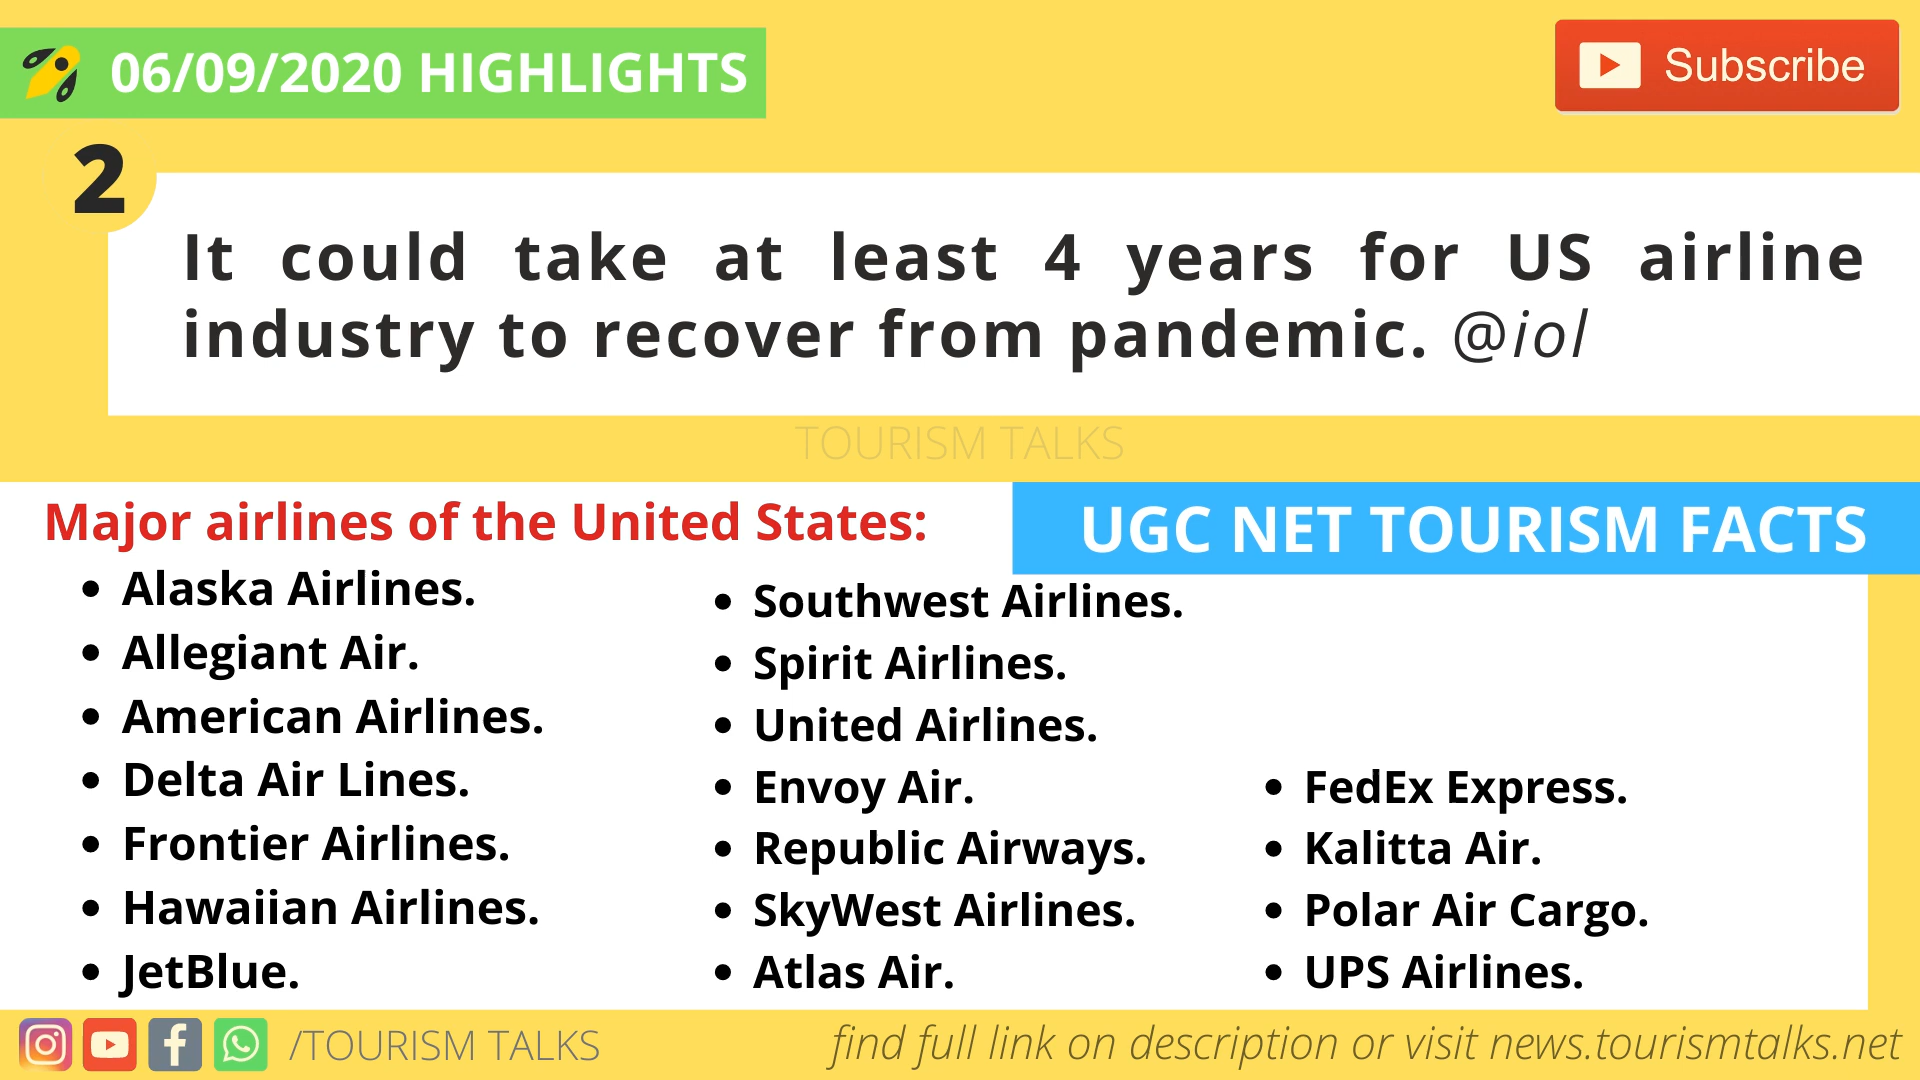 06/09/2020 HIGHLIGHTS
Subscribe
2
It could take at least 4 years for US airline
industry to recover from pandemic. @iol
TOURISM TALKS
Major airlines of the United States:
UGC NET TOURISM FACTS
• Alaska Airlines.
• Allegiant Air.
• American Airlines.
• Delta Air Lines.
• Frontier Airlines.
• Hawaiian Airlines.
• JetBlue.
• Southwest Airlines.
• Spirit Airlines.
• United Airlines.
• Envoy Air.
• Republic Airways.
• SkyWest Airlines.
• Atlas Air.
• FedEx Express.
• Kalitta Air.
• Polar Air Cargo.
• UPS Airlines.
/TOURISM TALKS
find full link on description or visit news.tourismtalks.net